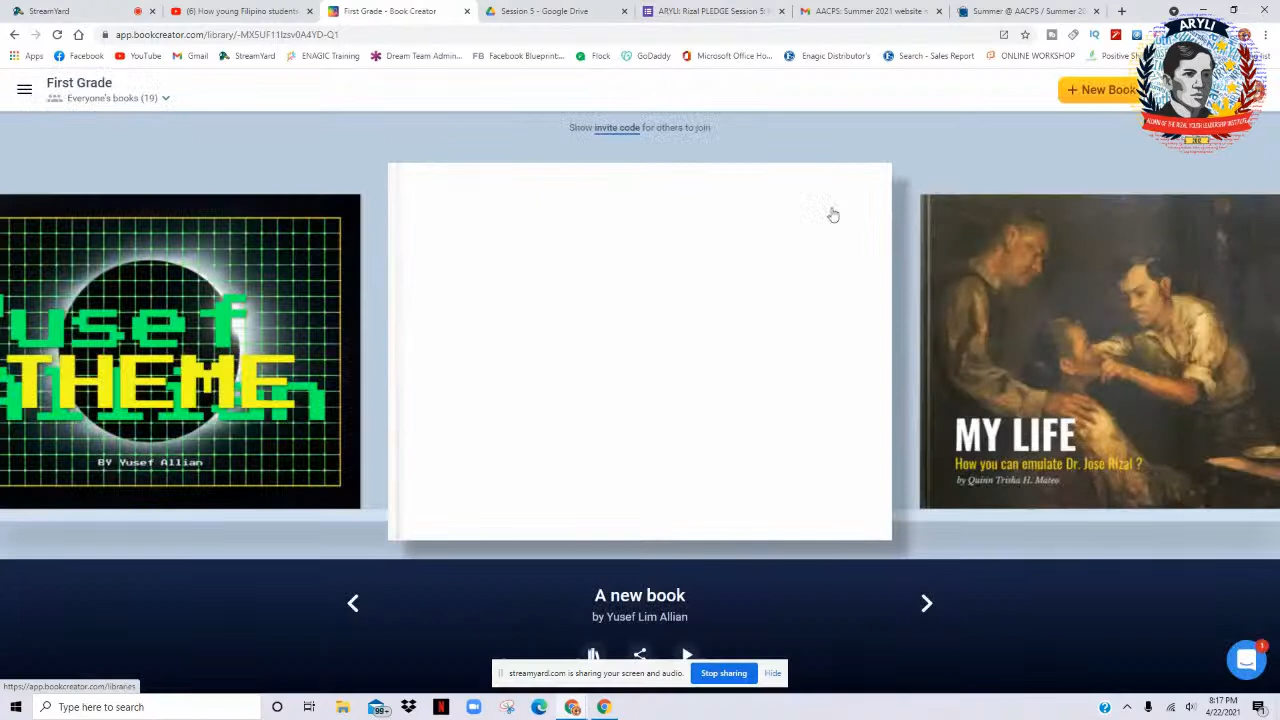 StreamYard
(6) How young Filipino students
First Grade - Book Creator
Session 5 - Google Drive
ARYLI: Rizal PLEDGE Session
AACPS: Summer 2021 website
Summer @ AACPS / Summer
app.bookcreator.com/library/-MX5UF11lzsv0A4YD-Q1
Apps
Facebook
YouTube
Gmail
StreamYard
ENAGIC Training
Dream Team Admin...
Facebook Blueprint...
Flock
GoDaddy
Microsoft Office Ho...
Enagic Distributor's
Search - Sales Report
ONLINE WORKSHOP
ARYLI
2012
First Grade
Everyone's books (19)
+ New Book
Show invite code for others to join
Yusef
THEME
Allian
BY Yusef Allian
MY LIFE
How you can emulate Dr. Jose Rizal ?
by Quinn Trisha H. Mateo
A new book
by Yusef Lim Allian
streamyard.com is sharing your screen and audio.
Stop sharing
Hide
1
https://app.bookcreator.com/libraries
Type here to search
99+
N
8:17 PM
4/22/2021